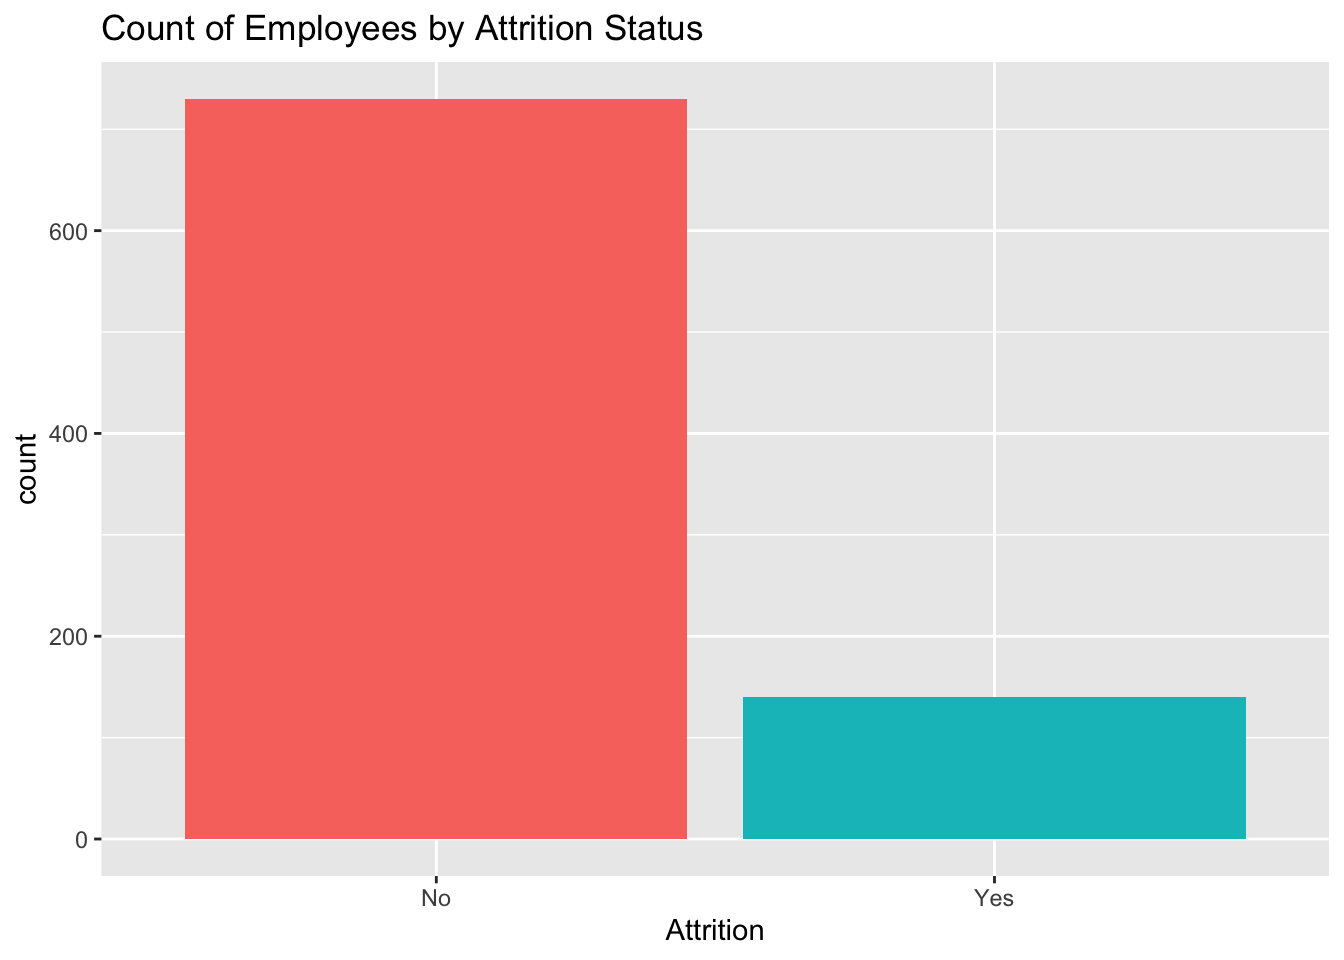 Count of Employees by Attrition Status
600
400
200
0
count
No
Yes
Attrition